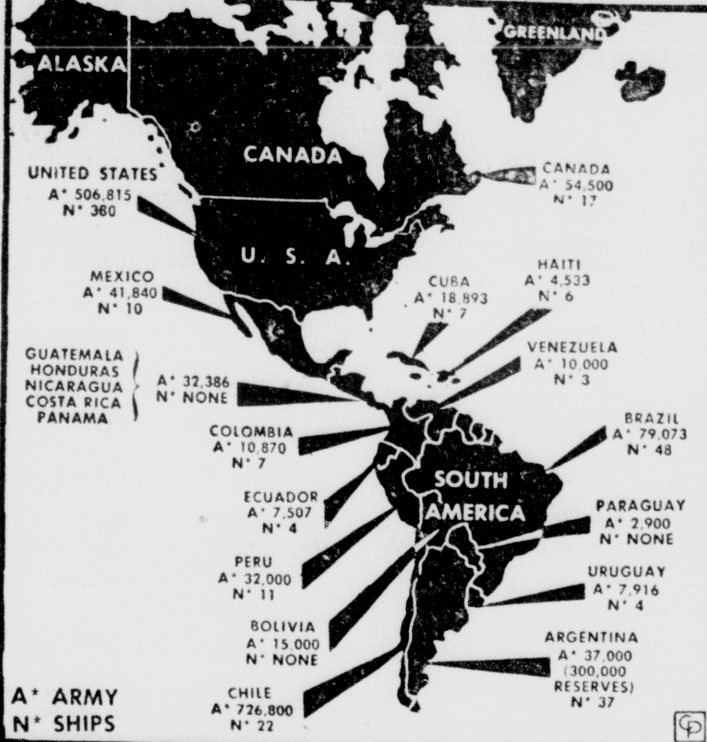 GREENLAND
ALASKA
CANADA
UNITED STATES
A* 506,815
N* 380
CANADA
A* 54,500
N* 17
U. S. A.
MEXICO
A* 41,840
N* 10
CUBA
A* 18,893
N* 7
HAITI
A* 4,533
N* 6
GUATEMALA
HONDURAS
NICARAGUA
COSTA RICA
PANAMA
A* 32,386
N* NONE
VENEZUELA
A* 10,000
N* 3
COLOMBIA
A* 10,870
N* 7
BRAZIL
A* 79,073
N* 48
SOUTH
AMERICA
ECUADOR
A* 7,507
N* 4
PARAGUAY
A* 2,900
N* NONE
PERU
A* 32,000
N* 11
URUGUAY
A* 7,916
N* 4
BOLIVIA
A* 15,000
N* NONE
ARGENTINA
A* 37,000
(300,000
RESERVES)
N* 37
CHILE
A* 726,800
N* 22
A* ARMY
N* SHIPS
CP